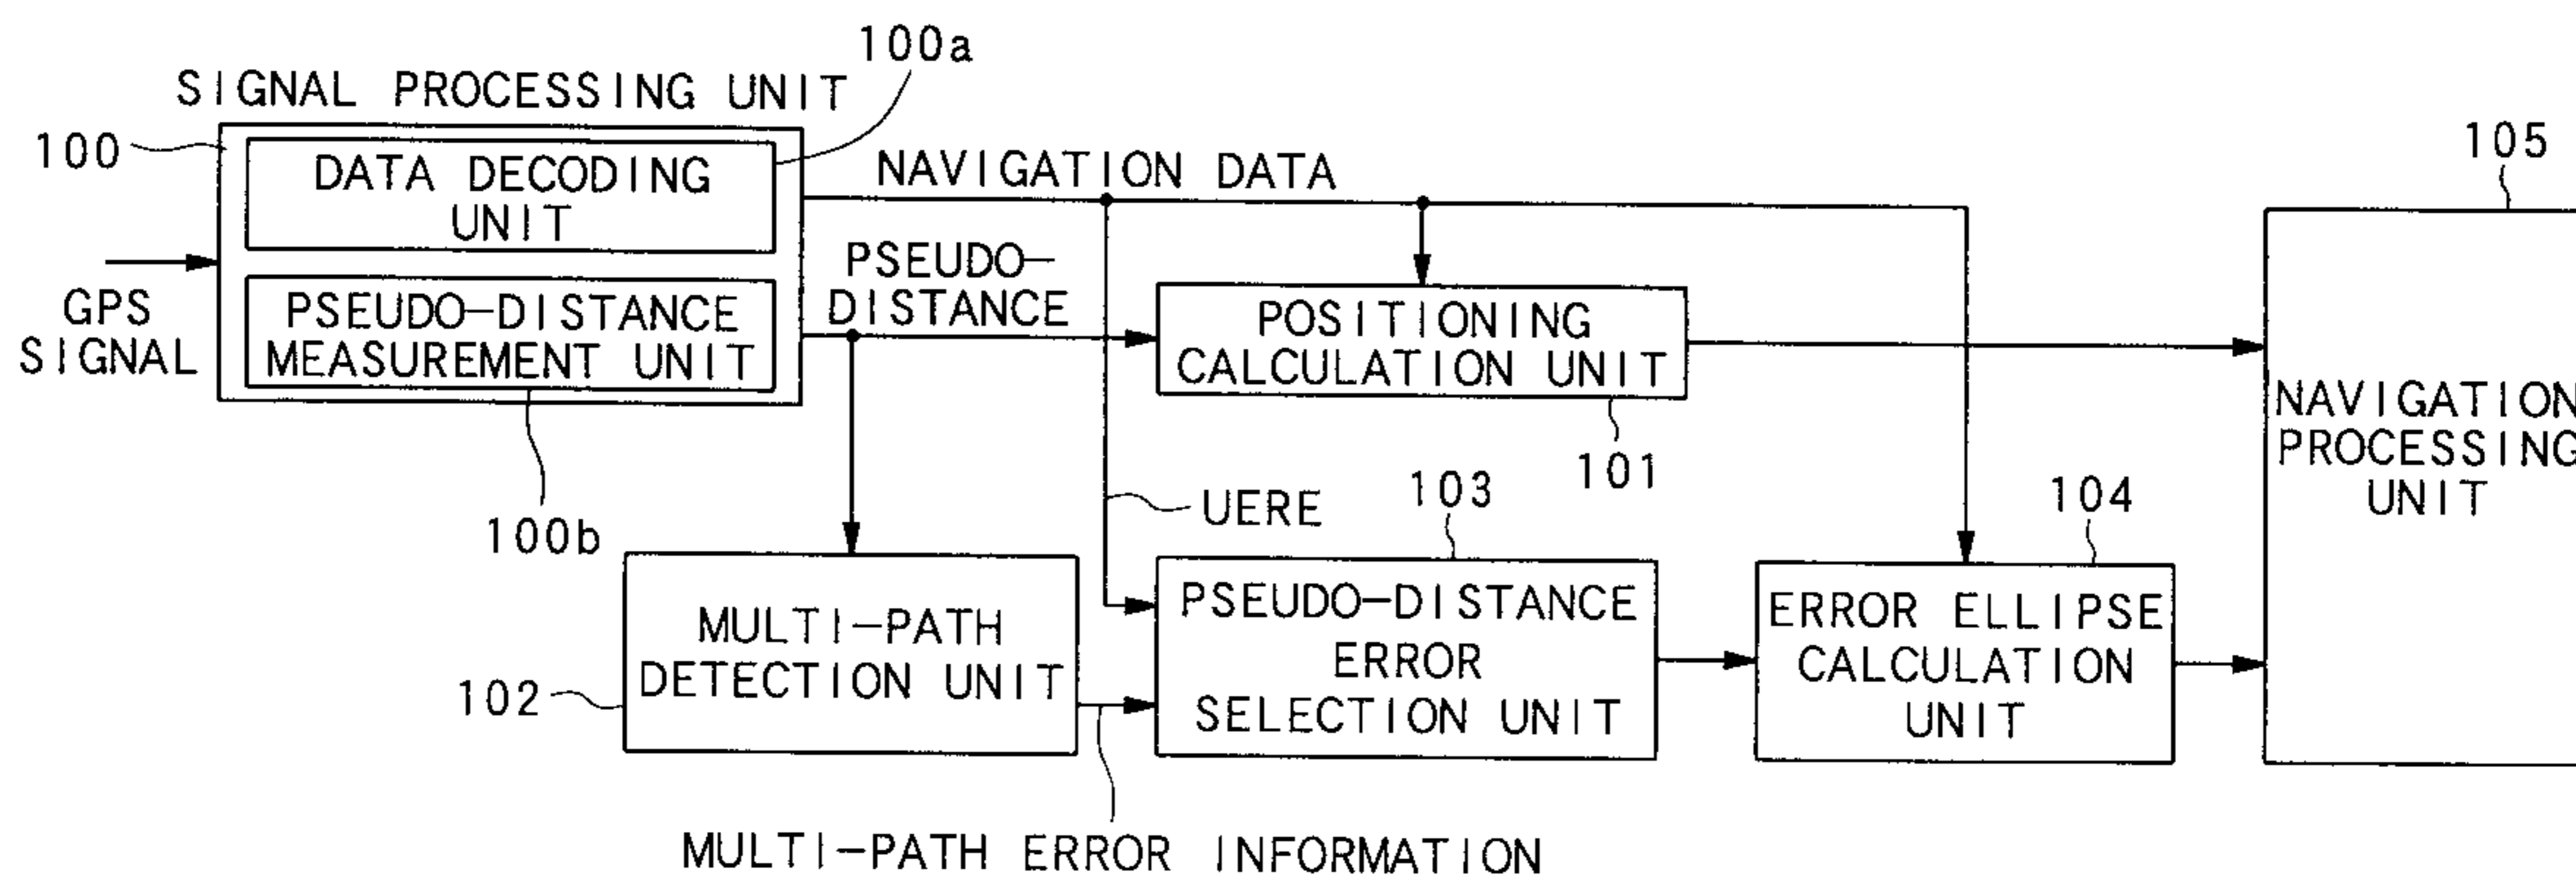 100a
SIGNAL PROCESSING UNIT
100
DATA DECODING
UNIT
NAVIGATION DATA
105
GPS
SIGNAL
PSEUDO-DISTANCE
MEASUREMENT UNIT
PSEUDO-
DISTANCE
POSITIONING
CALCULATION UNIT
101
NAVIGATION
PROCESSING
UNIT
100b
UERE
103
104
102
MULTI-PATH
DETECTION UNIT
PSEUDO-DISTANCE
ERROR
SELECTION UNIT
ERROR ELLIPSE
CALCULATION
UNIT
MULTI-PATH ERROR INFORMATION